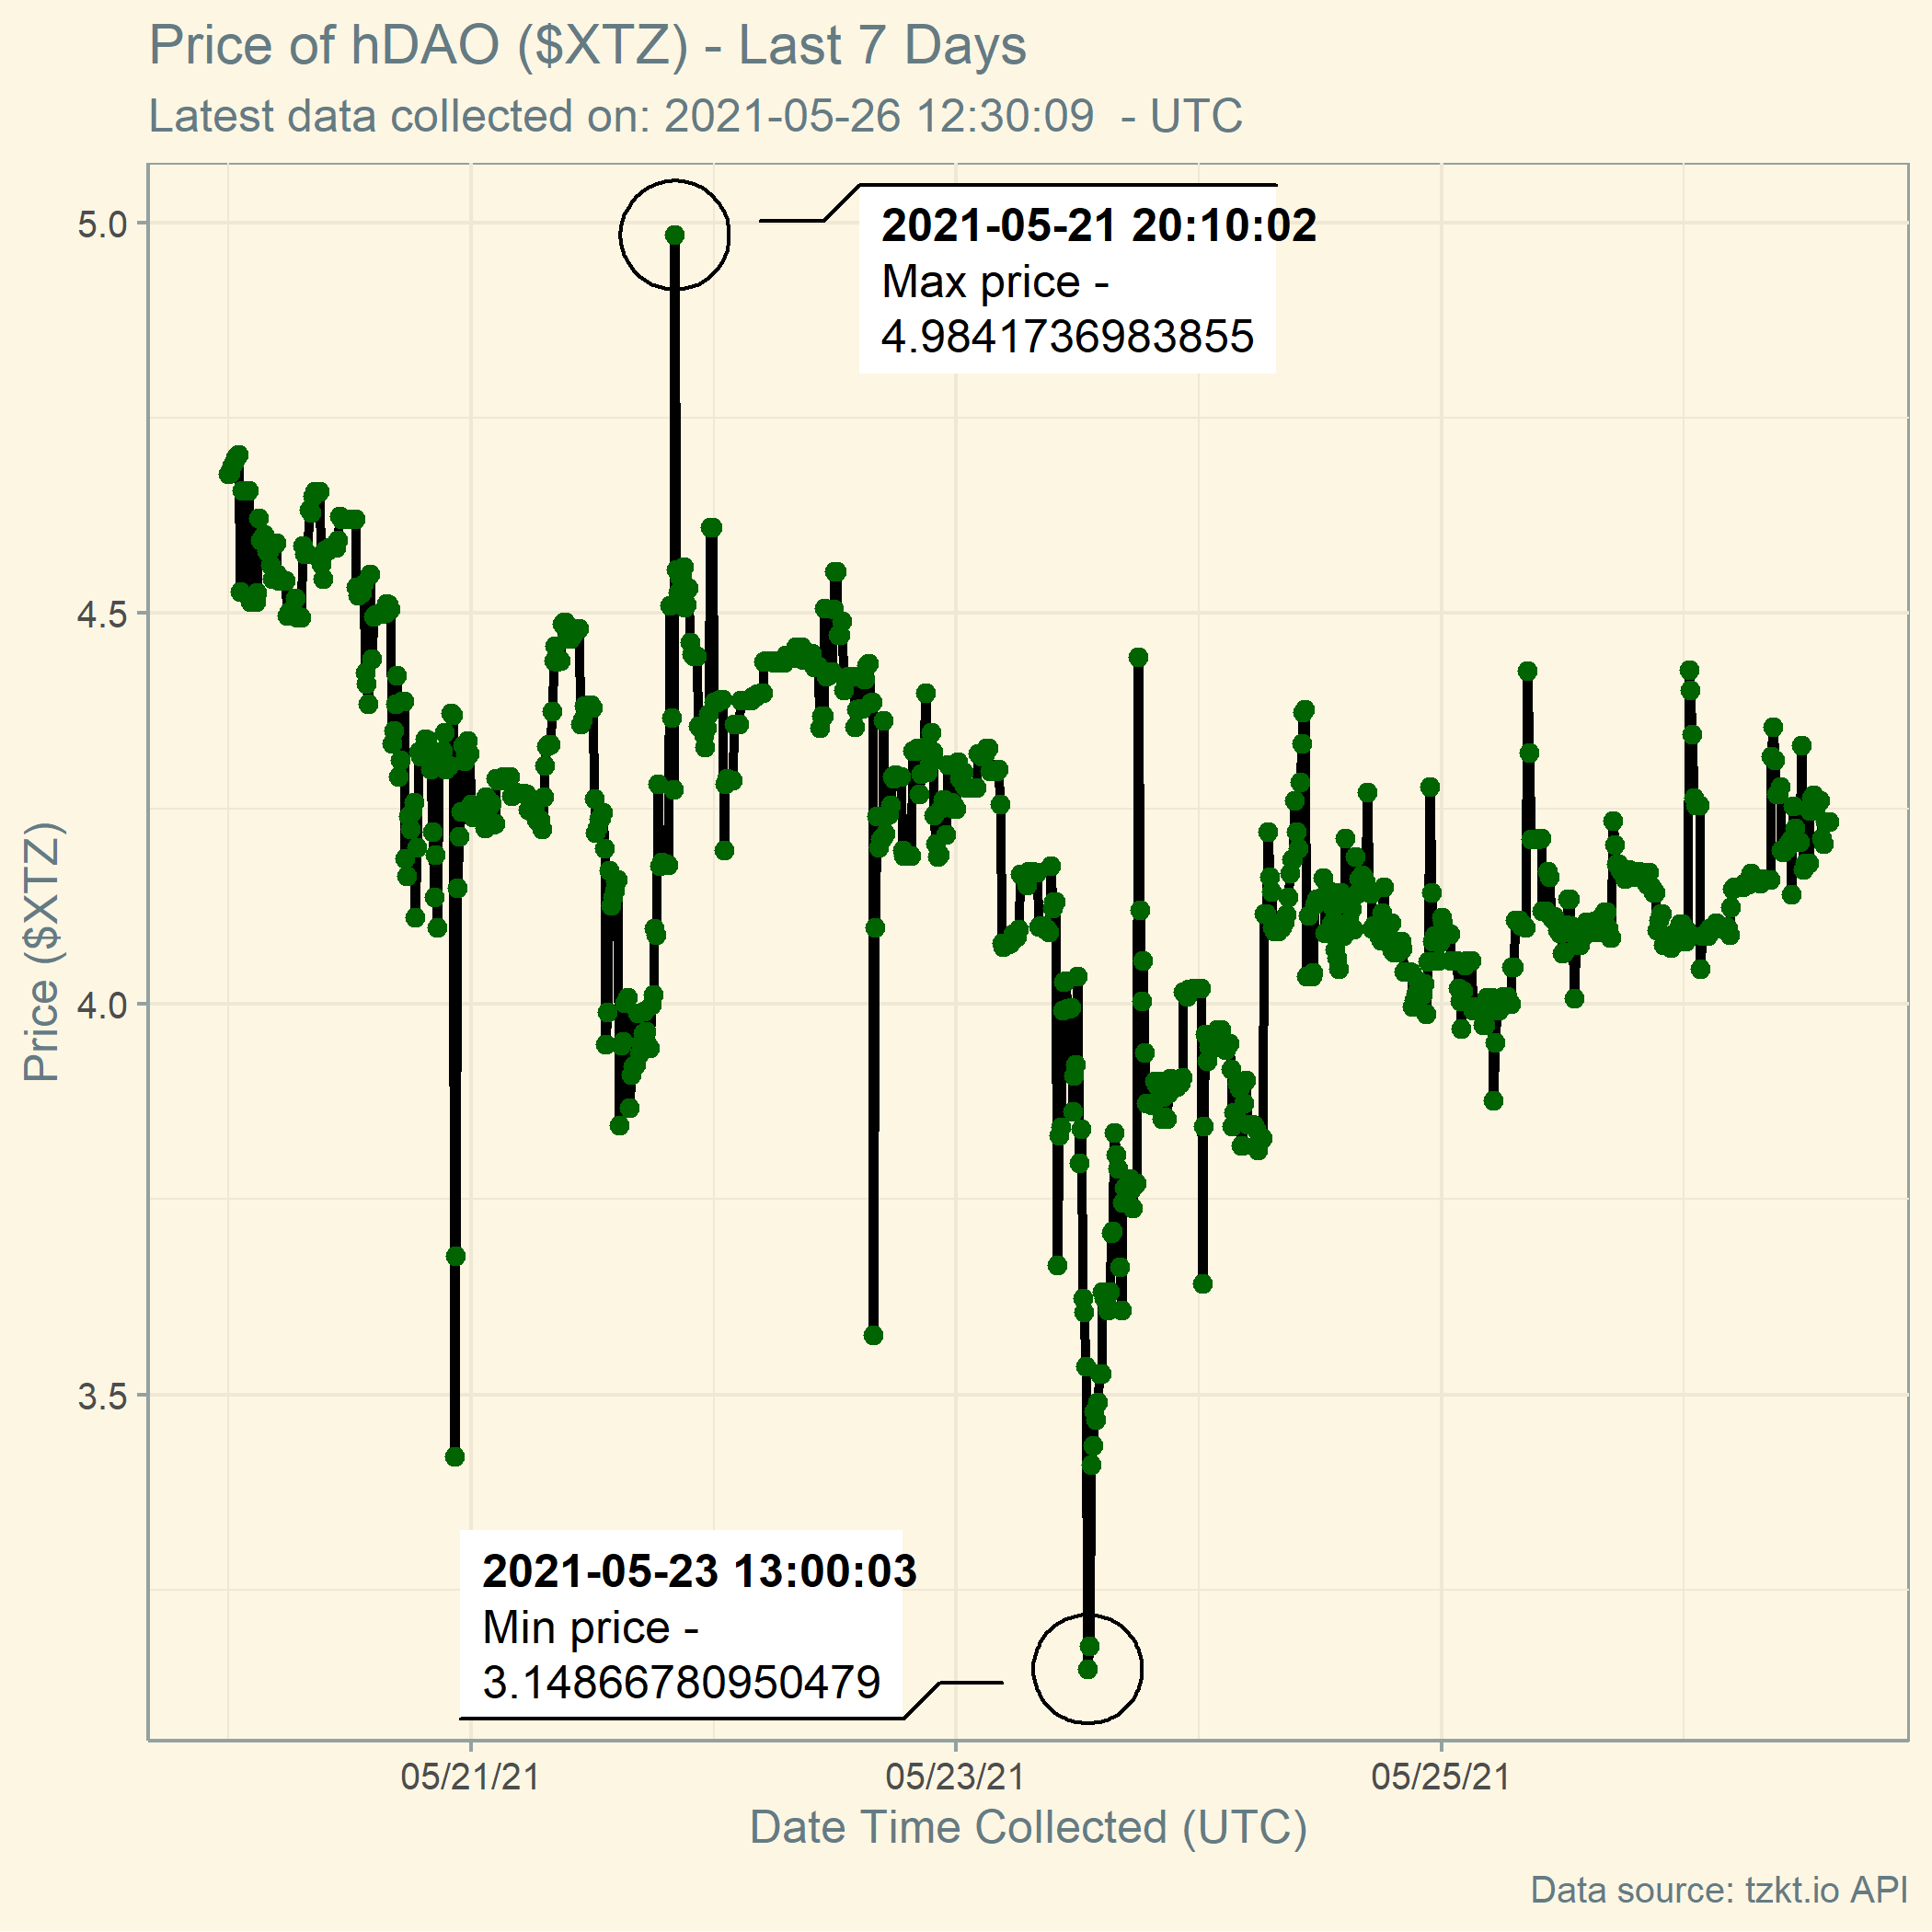 Price of hDAO ($XTZ) - Last 7 Days
Latest data collected on: 2021-05-26 12:30:09  - UTC
2021-05-21 20:10:02
Max price -
4.9841736983855
5.0
4.5
4.0
3.5
Price ($XTZ)
2021-05-23 13:00:03
Min price -
3.14866780950479
05/21/21
05/23/21
05/25/21
Date Time Collected (UTC)
Data source: tzkt.io API